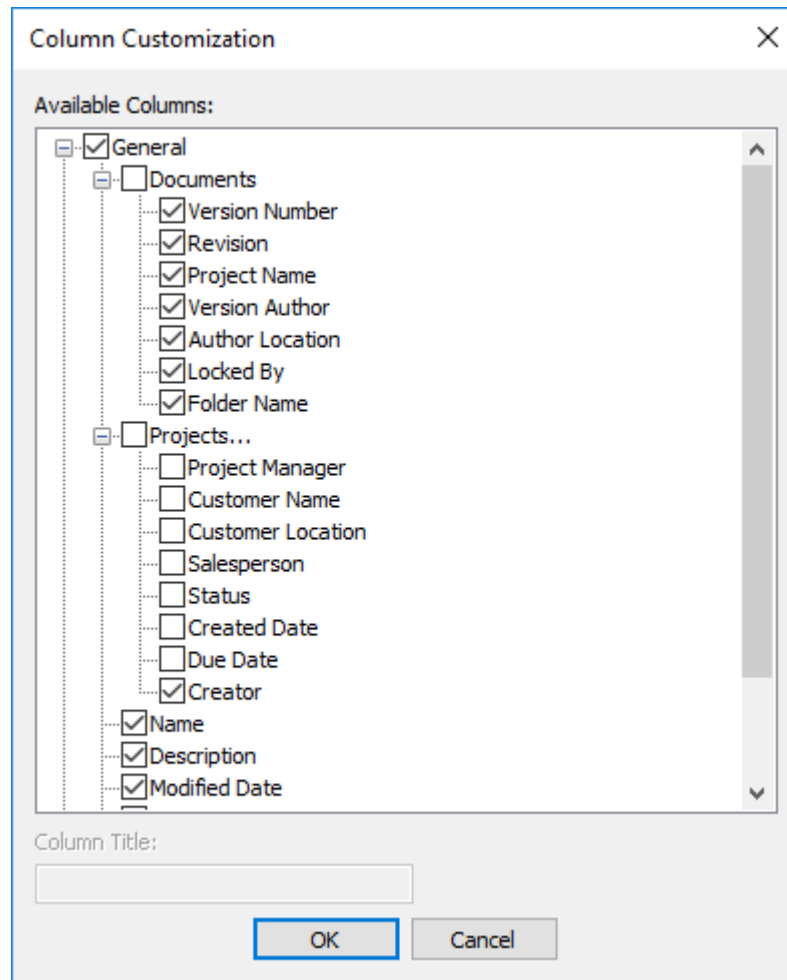 Column Customization
Available Columns:
General
Documents
Version Number
Revision
Project Name
Version Author
Author Location
Locked By
Folder Name
Projects...
Project Manager
Customer Name
Customer Location
Salesperson
Status
Created Date
Due Date
Creator
Name
Description
Modified Date
Column Title:
OK Cancel